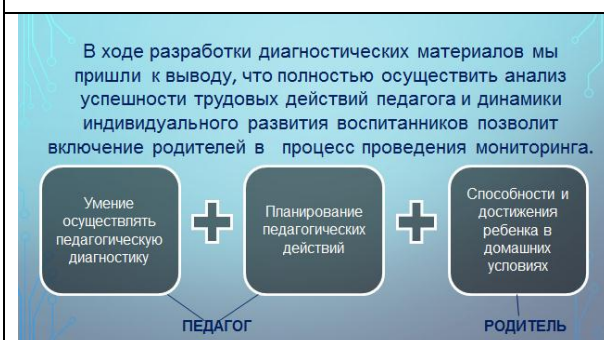 В ходе разработки диагностических материалов мы
пришли к выводу, что полностью осуществить анализ
успешности трудовых действий педагога и динамики
индивидуального развития воспитанников позволит
включение родителей в процесс проведения мониторинга.
Умение
осуществлять
педагогическую
диагностику
Планирование
педагогических
действий
Способности и
достижения
ребенка в
домашних
условиях
ПЕДАГОГ
РОДИТЕЛЬ